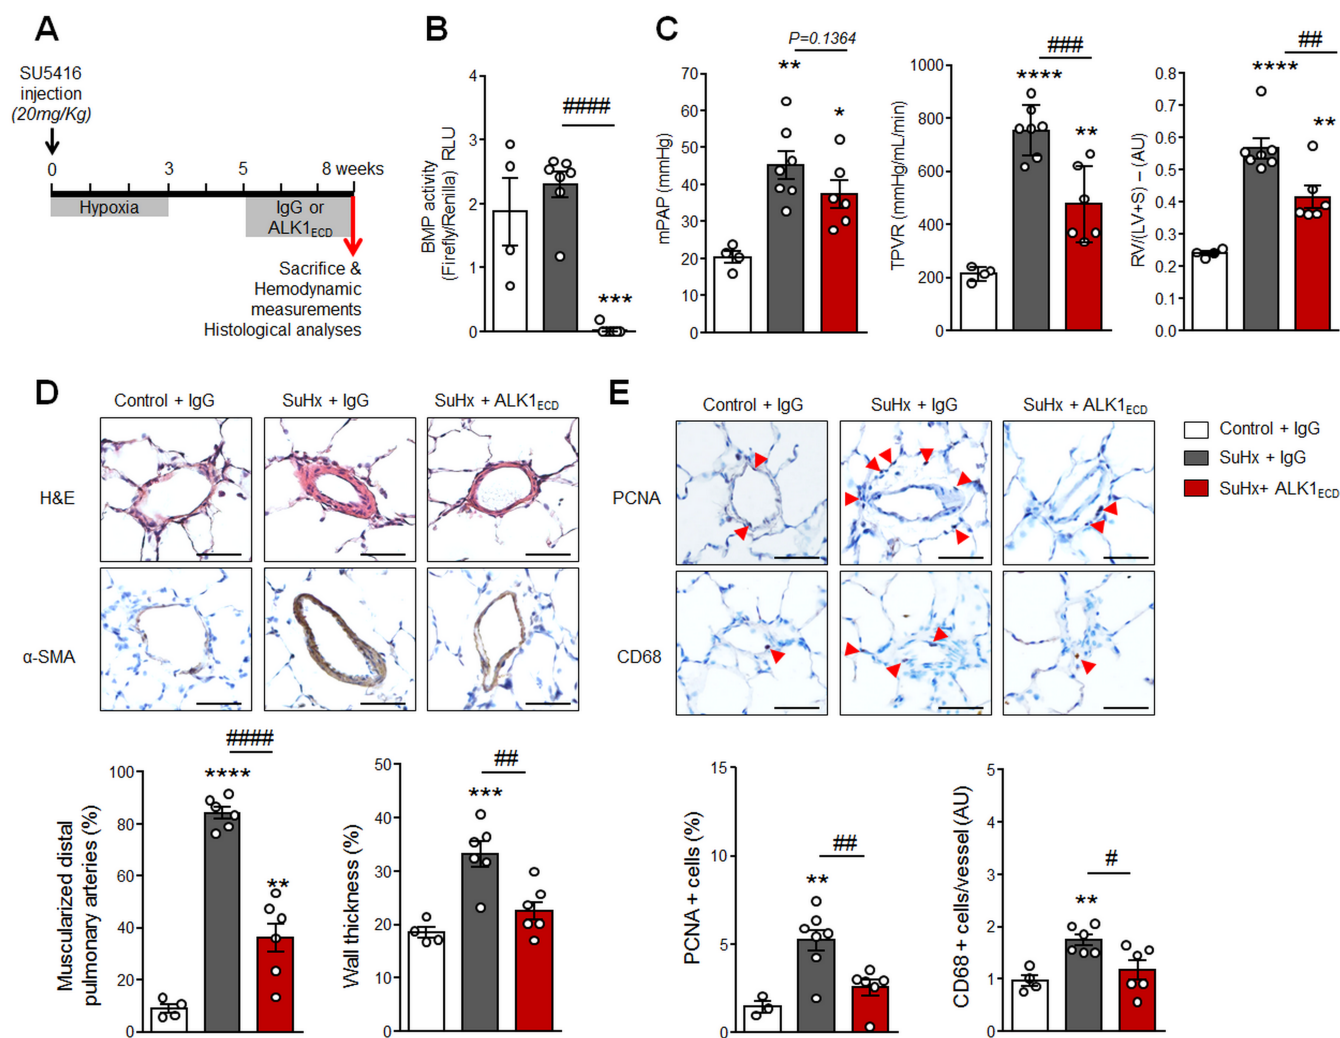 A
SU5416
injection
(20mg/Kg)
0
3
5
8 weeks
Hypoxia
IgG or
ALK1ECD
Sacrifice &
Hemodynamic
measurements
Histological analyses
B
BMP activity
(Firefly/Renilla) RLU
4
3
2
1
0
####
***
C
mPAP (mmHg)
70
60
50
40
30
20
10
0
P=0.1364
**
*
TPVR (mmHg/mL/min)
1000
800
600
400
200
0
###
****
**
RV/(LV+S) – (AU)
0.8
0.7
0.6
0.5
0.4
0.3
0.2
0.1
0.0
##
****
**
D
Control + IgG
SuHx + IgG
SuHx + ALK1ECD
H&E
α-SMA
Muscularized distal
pulmonary arteries (%)
100
80
60
40
20
0
####
****
**
Wall thickness (%)
50
40
30
20
10
0
##
***
E
Control + IgG
SuHx + IgG
SuHx + ALK1ECD
PCNA
CD68
Control + IgG
SuHx + IgG
SuHx+ ALK1ECD
PCNA + cells (%)
15
10
5
0
##
**
CD68 + cells/vessel (AU)
5
4
3
2
1
0
#
**